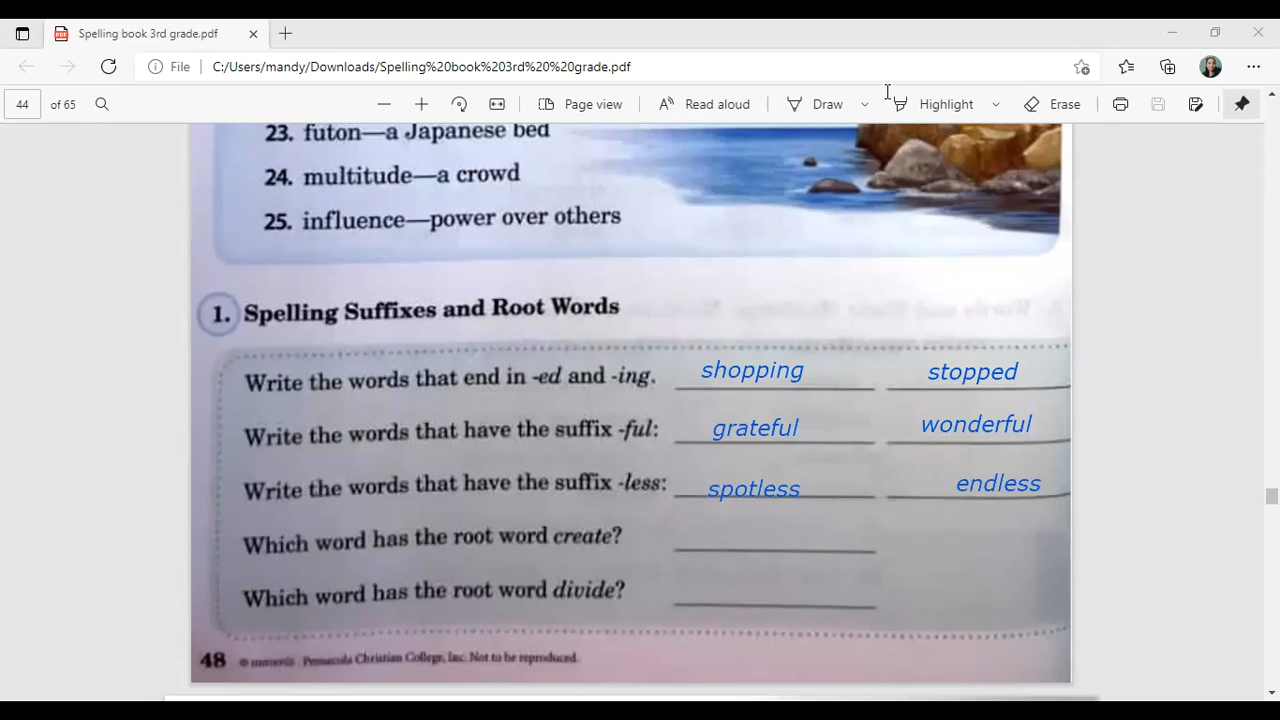 Spelling book 3rd grade.pdf
File C:/Users/mandy/Downloads/Spelling%20book%203rd%20%20grade.pdf
44 of 65 Page view Read aloud Draw Highlight Erase
23. futon—a Japanese bed
24. multitude—a crowd
25. influence—power over others
1. Spelling Suffixes and Root Words
Write the words that end in -ed and -ing. shopping stopped
Write the words that have the suffix -ful: grateful wonderful
Write the words that have the suffix -less: spotless endless
Which word has the root word create?
Which word has the root word divide?
48 © Pensacola Christian College, Inc. Not to be reproduced.